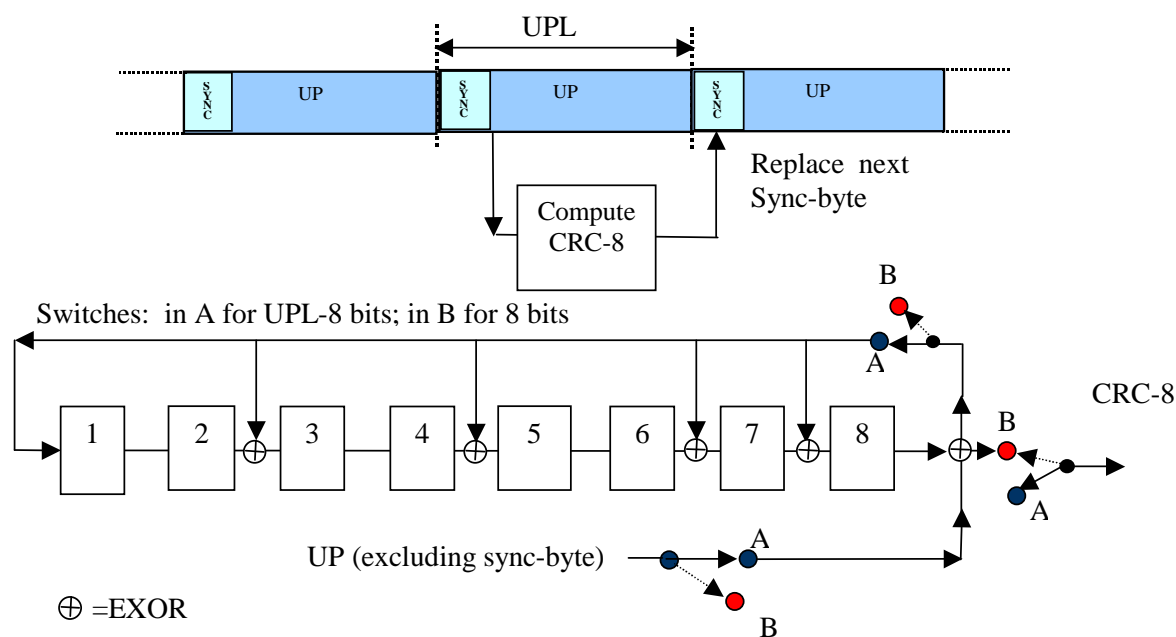 UPL
SYNC
UP
SYNC
UP
SYNC
UP
Replace next
Sync-byte
Compute
CRC-8
B
Switches: in A for UPL-8 bits; in B for 8 bits
A
CRC-8
1
2
3
4
5
6
7
8
B
A
UP (excluding sync-byte)
A
B
⊕ =EXOR